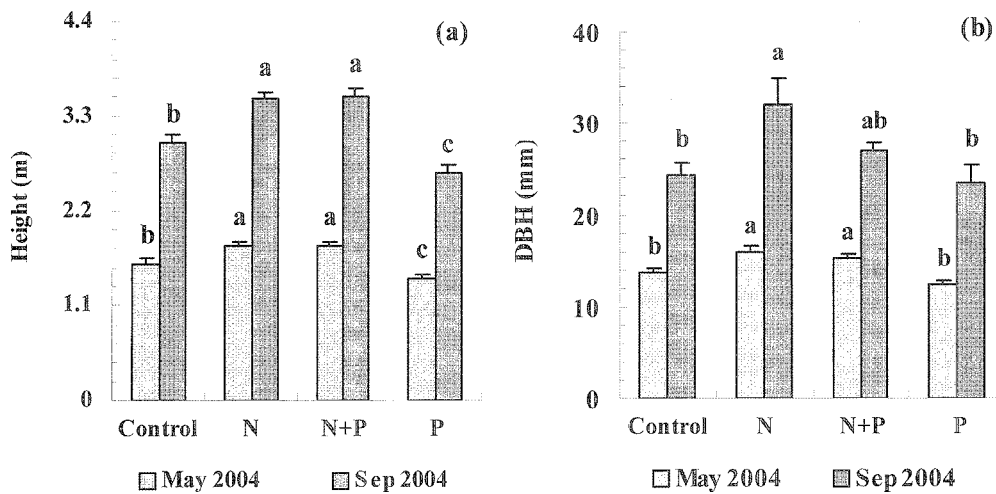 (a)
4.4
3.3
2.2
1.1
0
Height (m)
b
b
a
a
a
a
c
c
Control N N+P P
May 2004 Sep 2004
(b)
40
30
20
10
0
DBH (mm)
b
b
a
a
a
ab
b
b
Control N N+P P
May 2004 Sep 2004